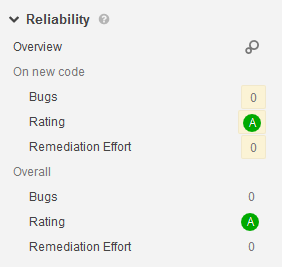 Reliability ?
Overview
On new code
Bugs 0
Rating A
Remediation Effort 0
Overall
Bugs 0
Rating A
Remediation Effort 0